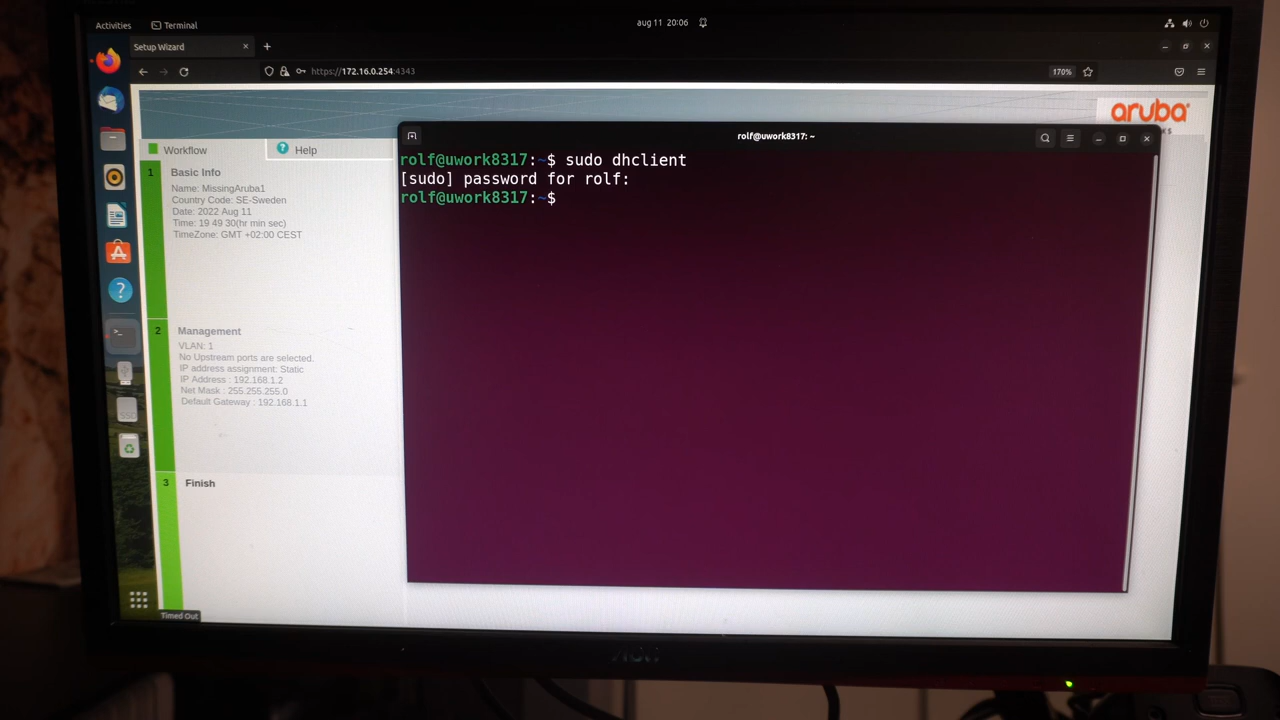 Activities
Terminal
aug 11 20:06
Setup Wizard
https://172.16.0.254:4343
170%
aruba
Workflow
Help
rolf@uwork8317: ~
rolf@uwork8317:~$ sudo dhclient
[sudo] password for rolf:
rolf@uwork8317:~$
1
Basic Info
Name: MissingAruba1
Country Code: SE-Sweden
Date: 2022 Aug 11
Time: 19 49 30(hr min sec)
TimeZone: GMT +02:00 CEST
2
Management
VLAN: 1
No Upstream ports are selected.
IP address assignment: Static
IP Address : 192.168.1.2
Net Mask : 255.255.255.0
Default Gateway : 192.168.1.1
3
Finish
SSD
Timed Out
AOC